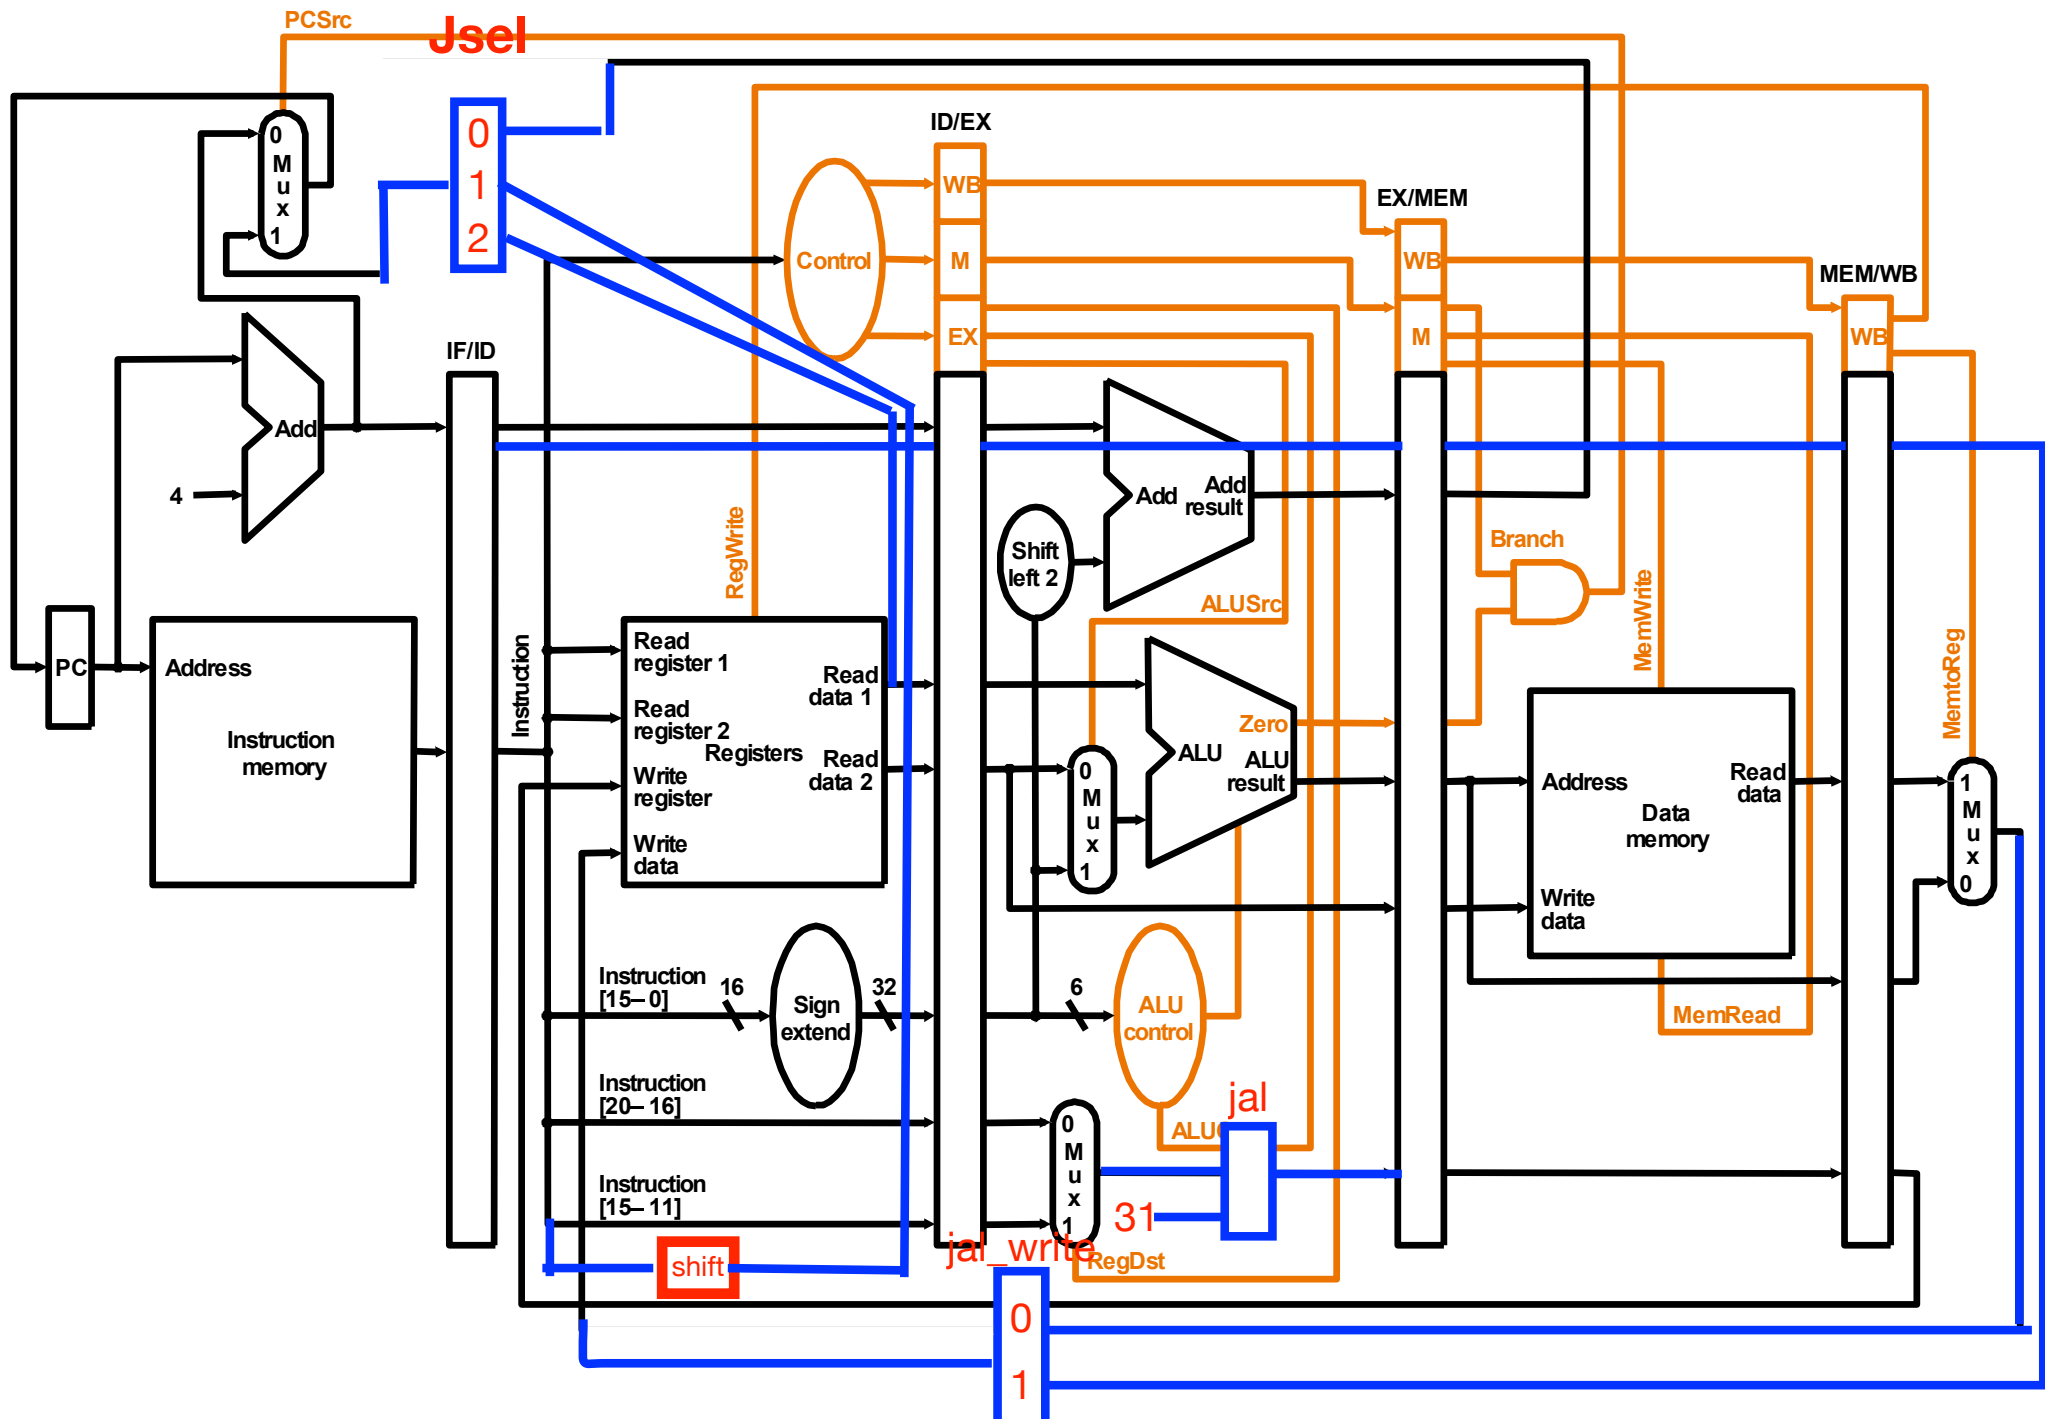 PCSrc
Jsel
0
M
u
x
1
0
1
2
ID/EX
WB
M
EX
Control
EX/MEM
WB
M
MEM/WB
WB
IF/ID
Add
4
RegWrite
Shift
left 2
Add
Add
result
Branch
ALUSrc
MemWrite
MemtoReg
PC
Address
Instruction
memory
Instruction
Read
register 1
Read
register 2
Write
register
Write
data
Registers
Read
data 1
Read
data 2
0
M
u
x
1
Zero
ALU
ALU
result
Address
Read
data
Data
memory
Write
data
1
M
u
x
0
Instruction
[15–0]
16
Sign
extend
32
6
ALU
control
MemRead
Instruction
[20–16]
0
M
u
x
1
jal
Instruction
[15–11]
31
shift
jal_write
RegDst
0
1